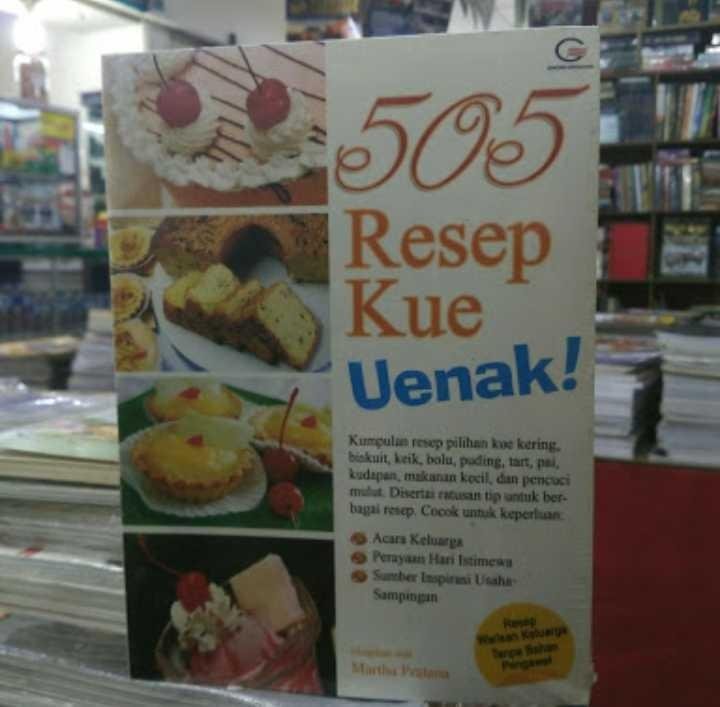 505
Resep
Kue
Uenak!
Kumpulan resep pilihan kue kering,
biskuit, keik, bolu, puding, tart, pai,
kudapan, makanan kecil, dan pencuci
mulut. Disertai ratusan tip untuk ber-
bagai resep. Cocok untuk keperluan:
Acara Keluarga
Perayaan Hari Istimewa
Sumber Inspirasi Usaha
Sampingan
Resep
Warisan Keluarga
Tanpa Bahan
Pengawet
Martha